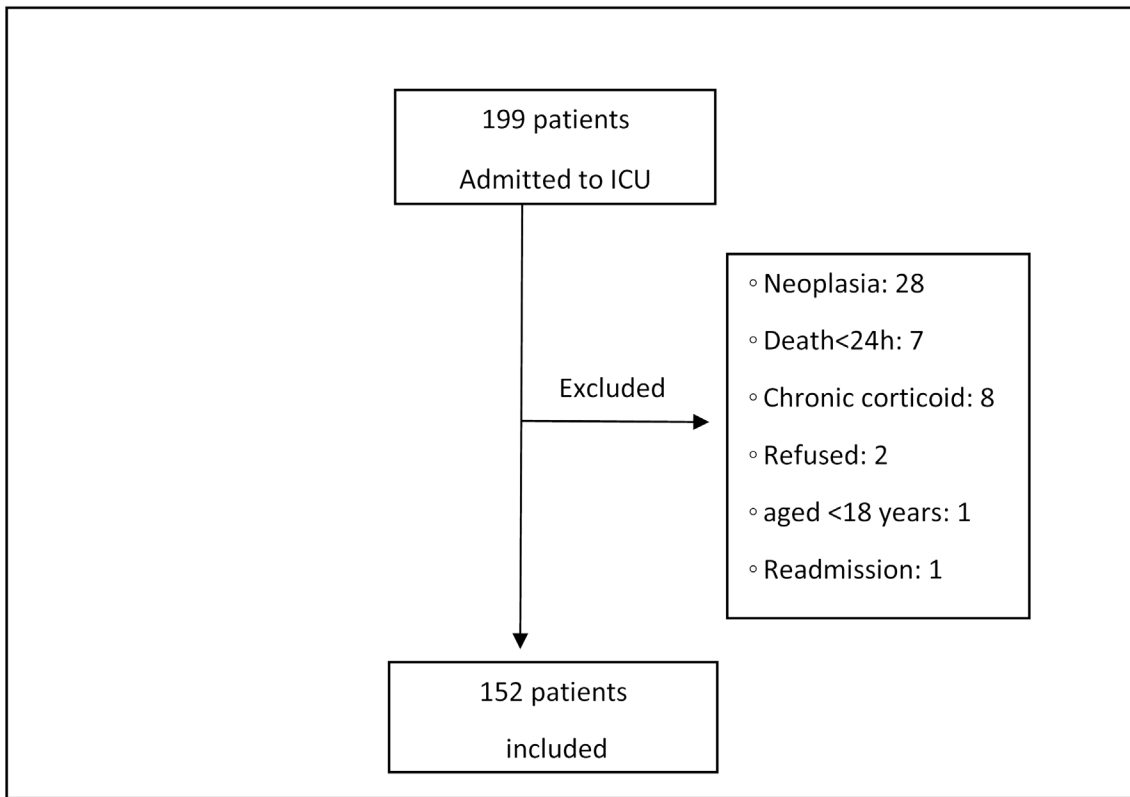 199 patients
Admitted to ICU
◦ Neoplasia: 28
◦ Death<24h: 7
◦ Chronic corticoid: 8
◦ Refused: 2
◦ aged <18 years: 1
◦ Readmission: 1
Excluded
152 patients
included